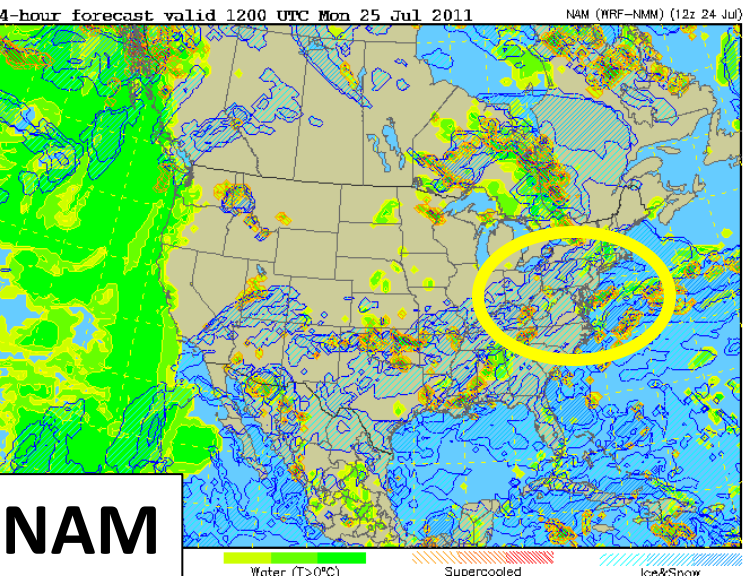 4-hour forecast valid 1200 UTC Mon 25 Jul 2011
NAM (WRF-NMM) (12z 24 Jul)
NAM
Water (T>0°C)
Supercooled
Ice&Snow